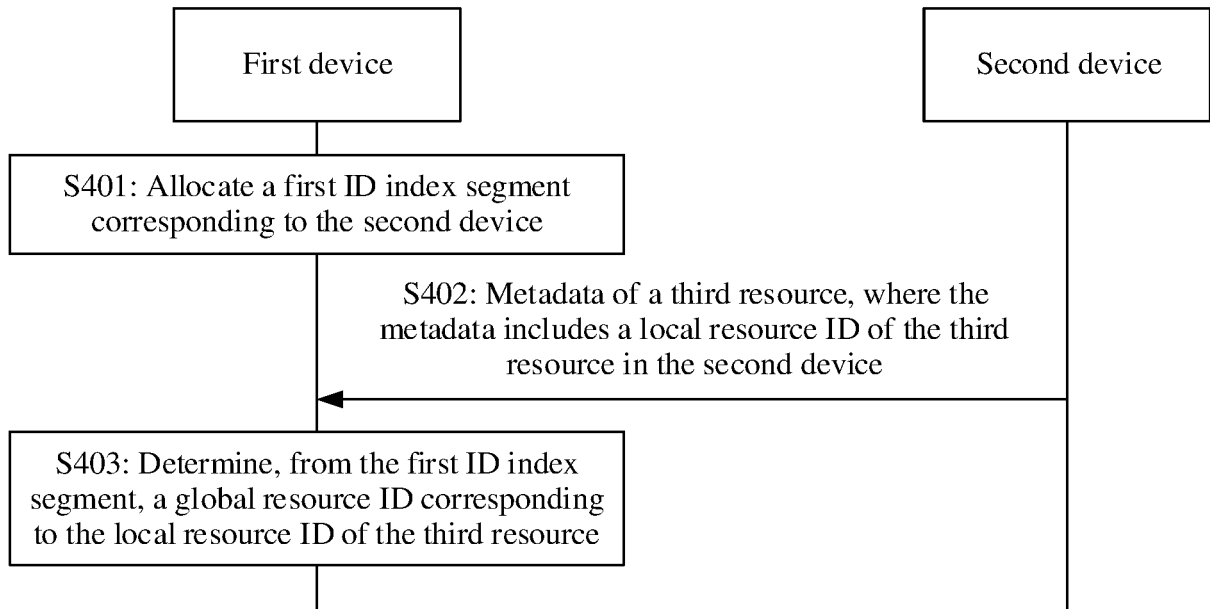 First device
Second device
S401: Allocate a first ID index segment
corresponding to the second device
S402: Metadata of a third resource, where the
metadata includes a local resource ID of the third
resource in the second device
S403: Determine, from the first ID index
segment, a global resource ID corresponding
to the local resource ID of the third resource